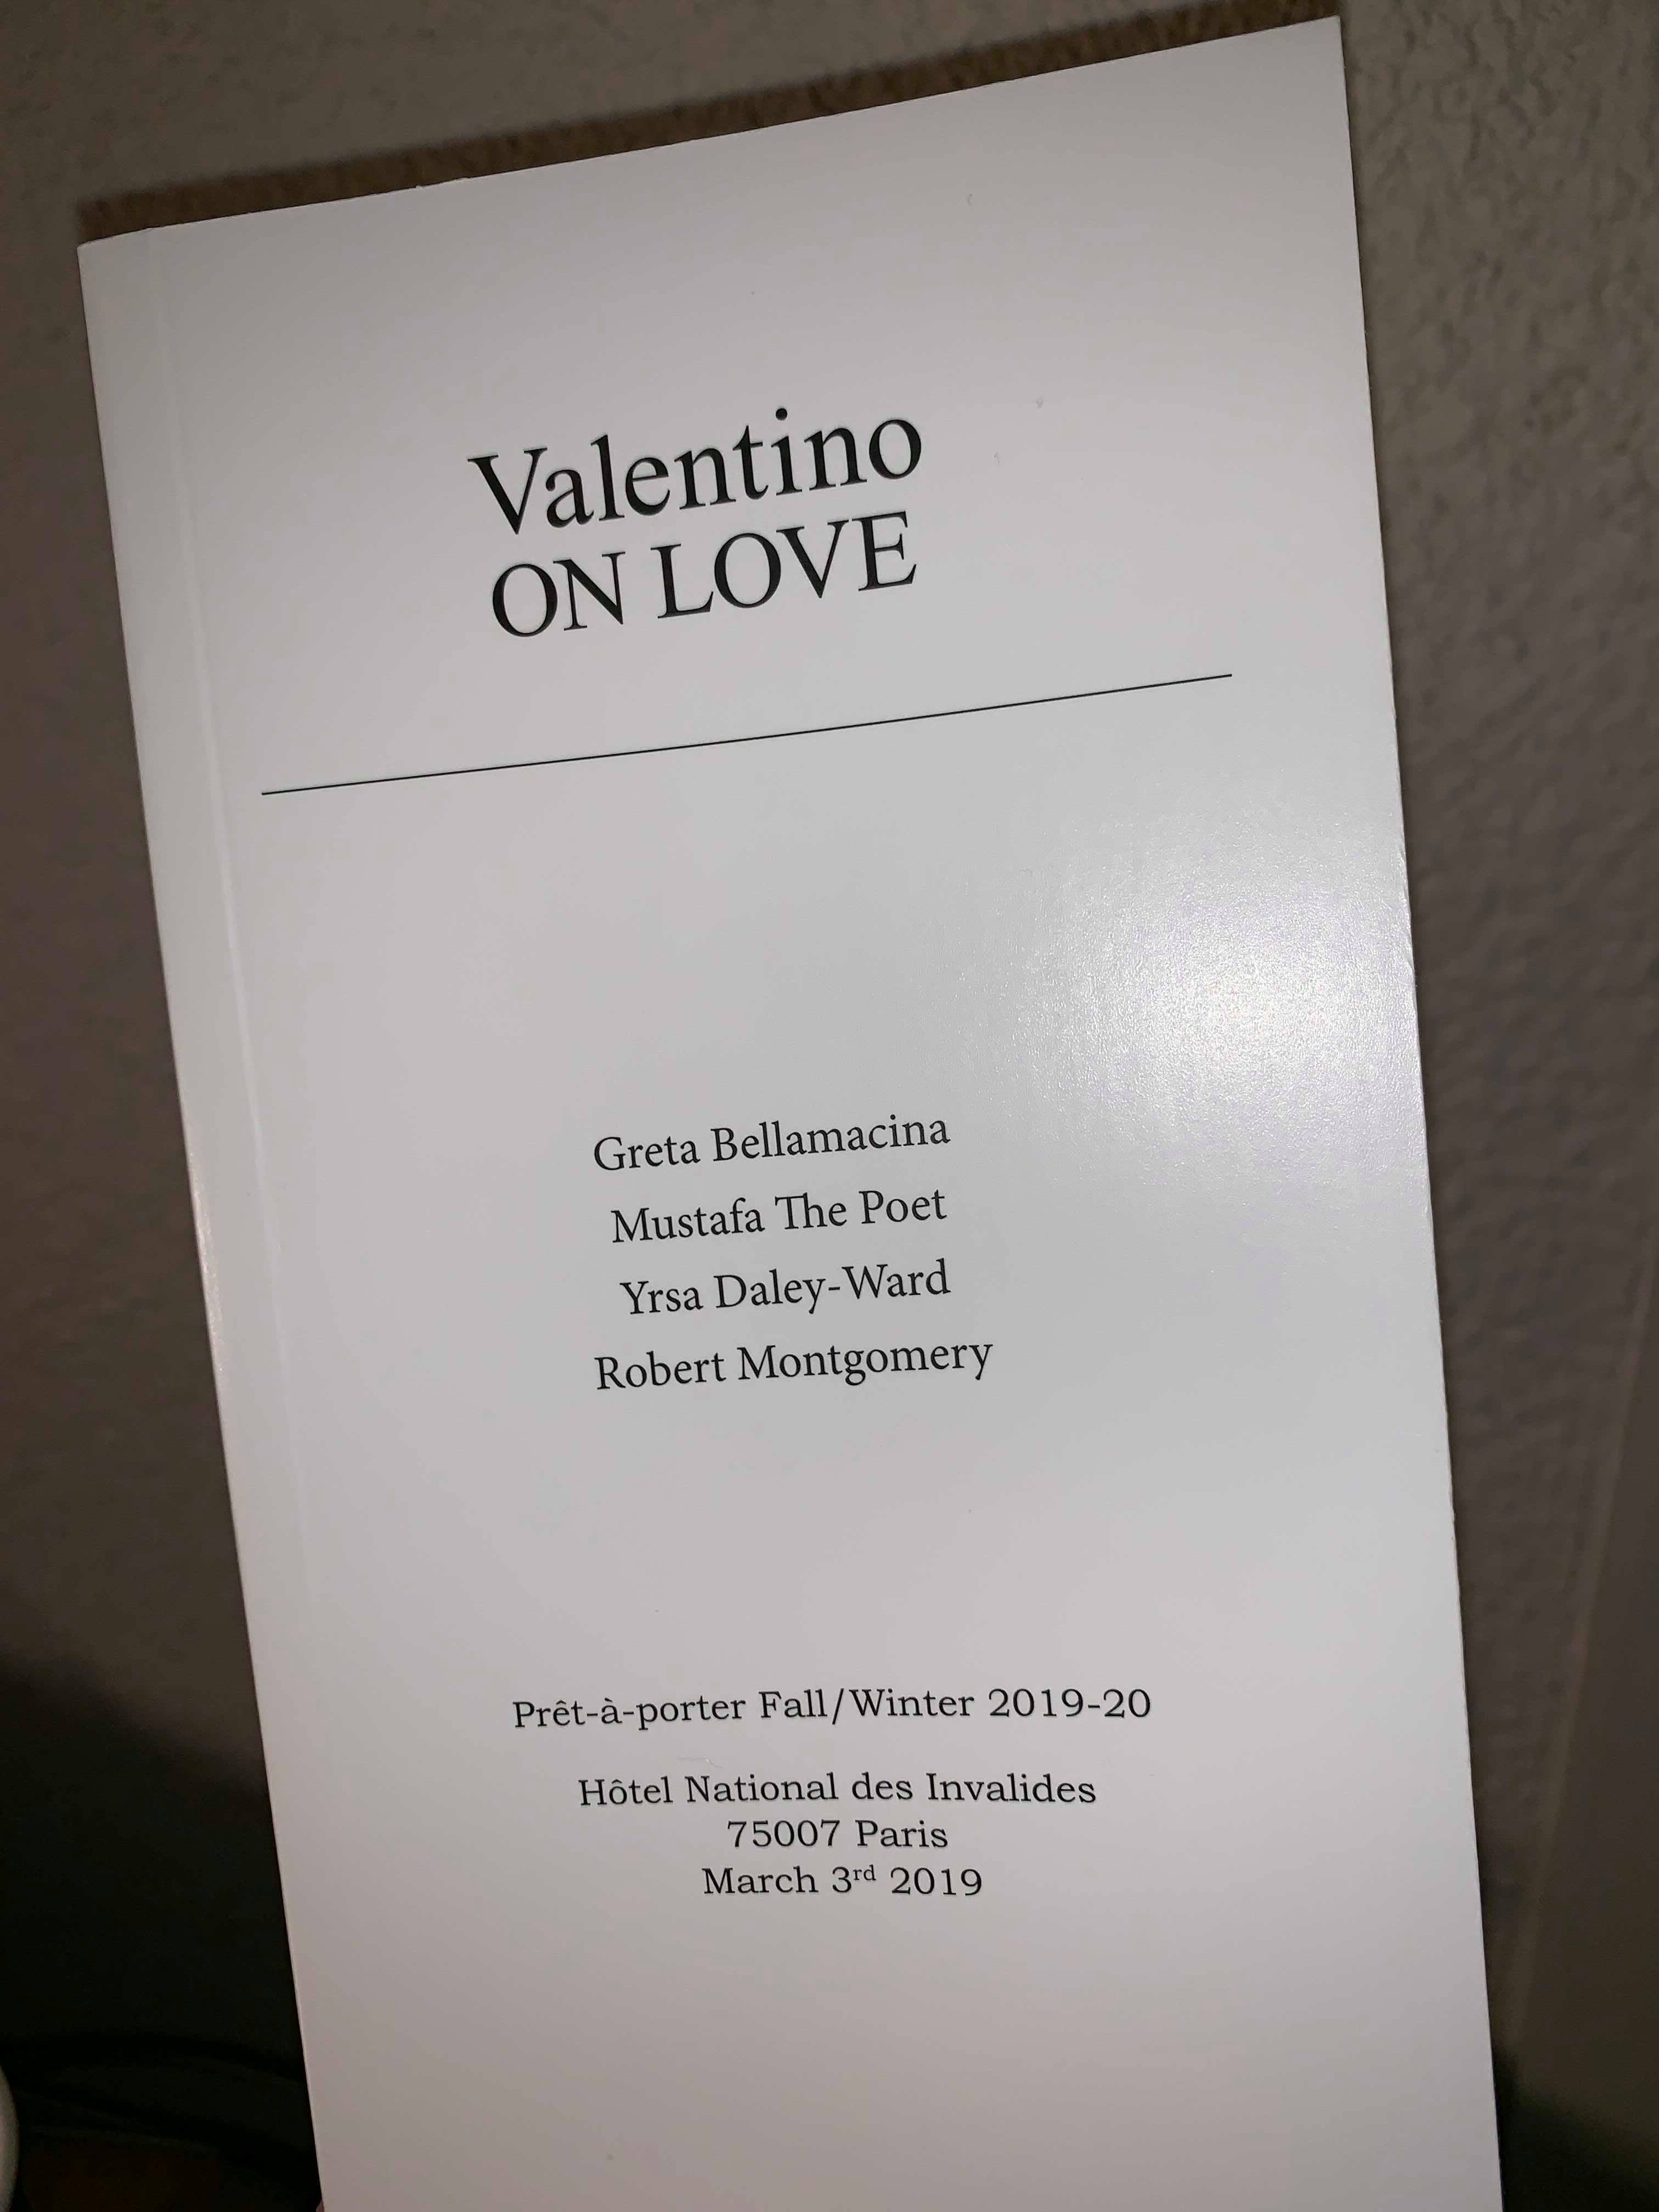 Valentino
ON LOVE
Greta Bellamacina
Mustafa The Poet
Yrsa Daley-Ward
Robert Montgomery
Prêt-à-porter Fall/Winter 2019-20
Hôtel National des Invalides
75007 Paris
March 3rd 2019